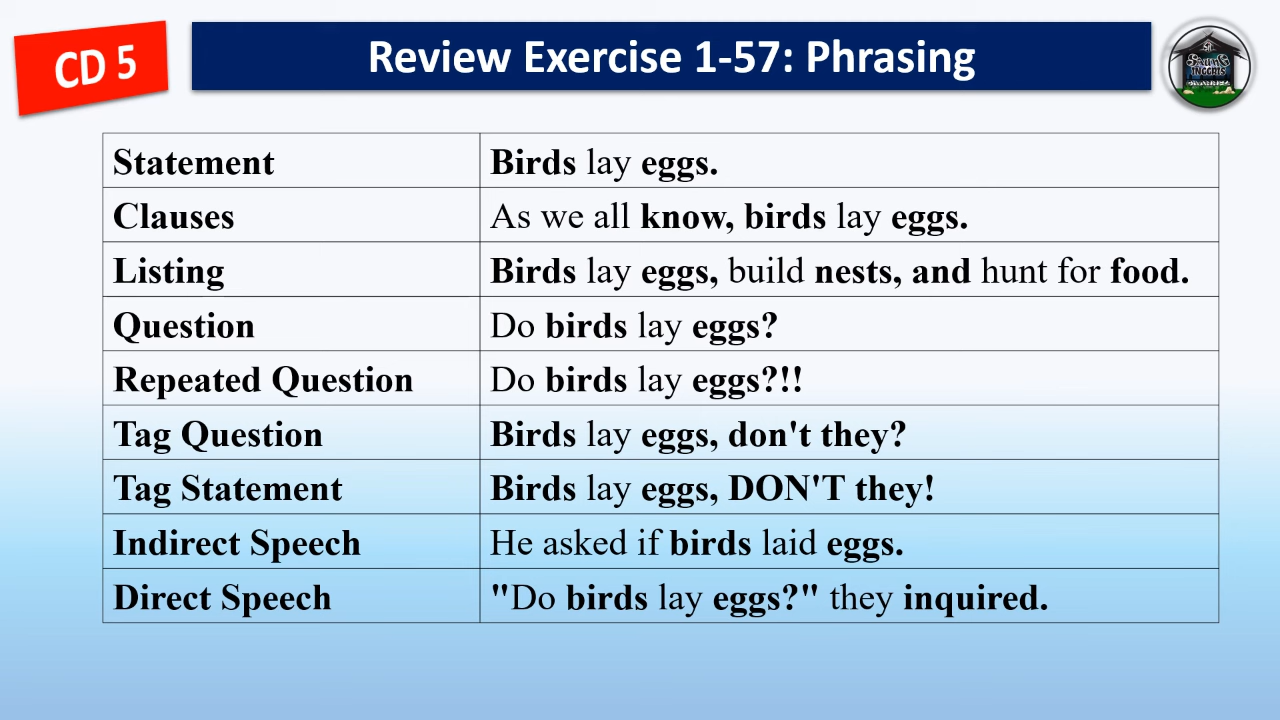 CD 5
Review Exercise 1-57: Phrasing
INGGRIS
Statement
Birds lay eggs.
Clauses
As we all know, birds lay eggs.
Listing
Birds lay eggs, build nests, and hunt for food.
Question
Do birds lay eggs?
Repeated Question
Do birds lay eggs?!!
Tag Question
Birds lay eggs, don't they?
Tag Statement
Birds lay eggs, DON'T they!
Indirect Speech
He asked if birds laid eggs.
Direct Speech
"Do birds lay eggs?" they inquired.